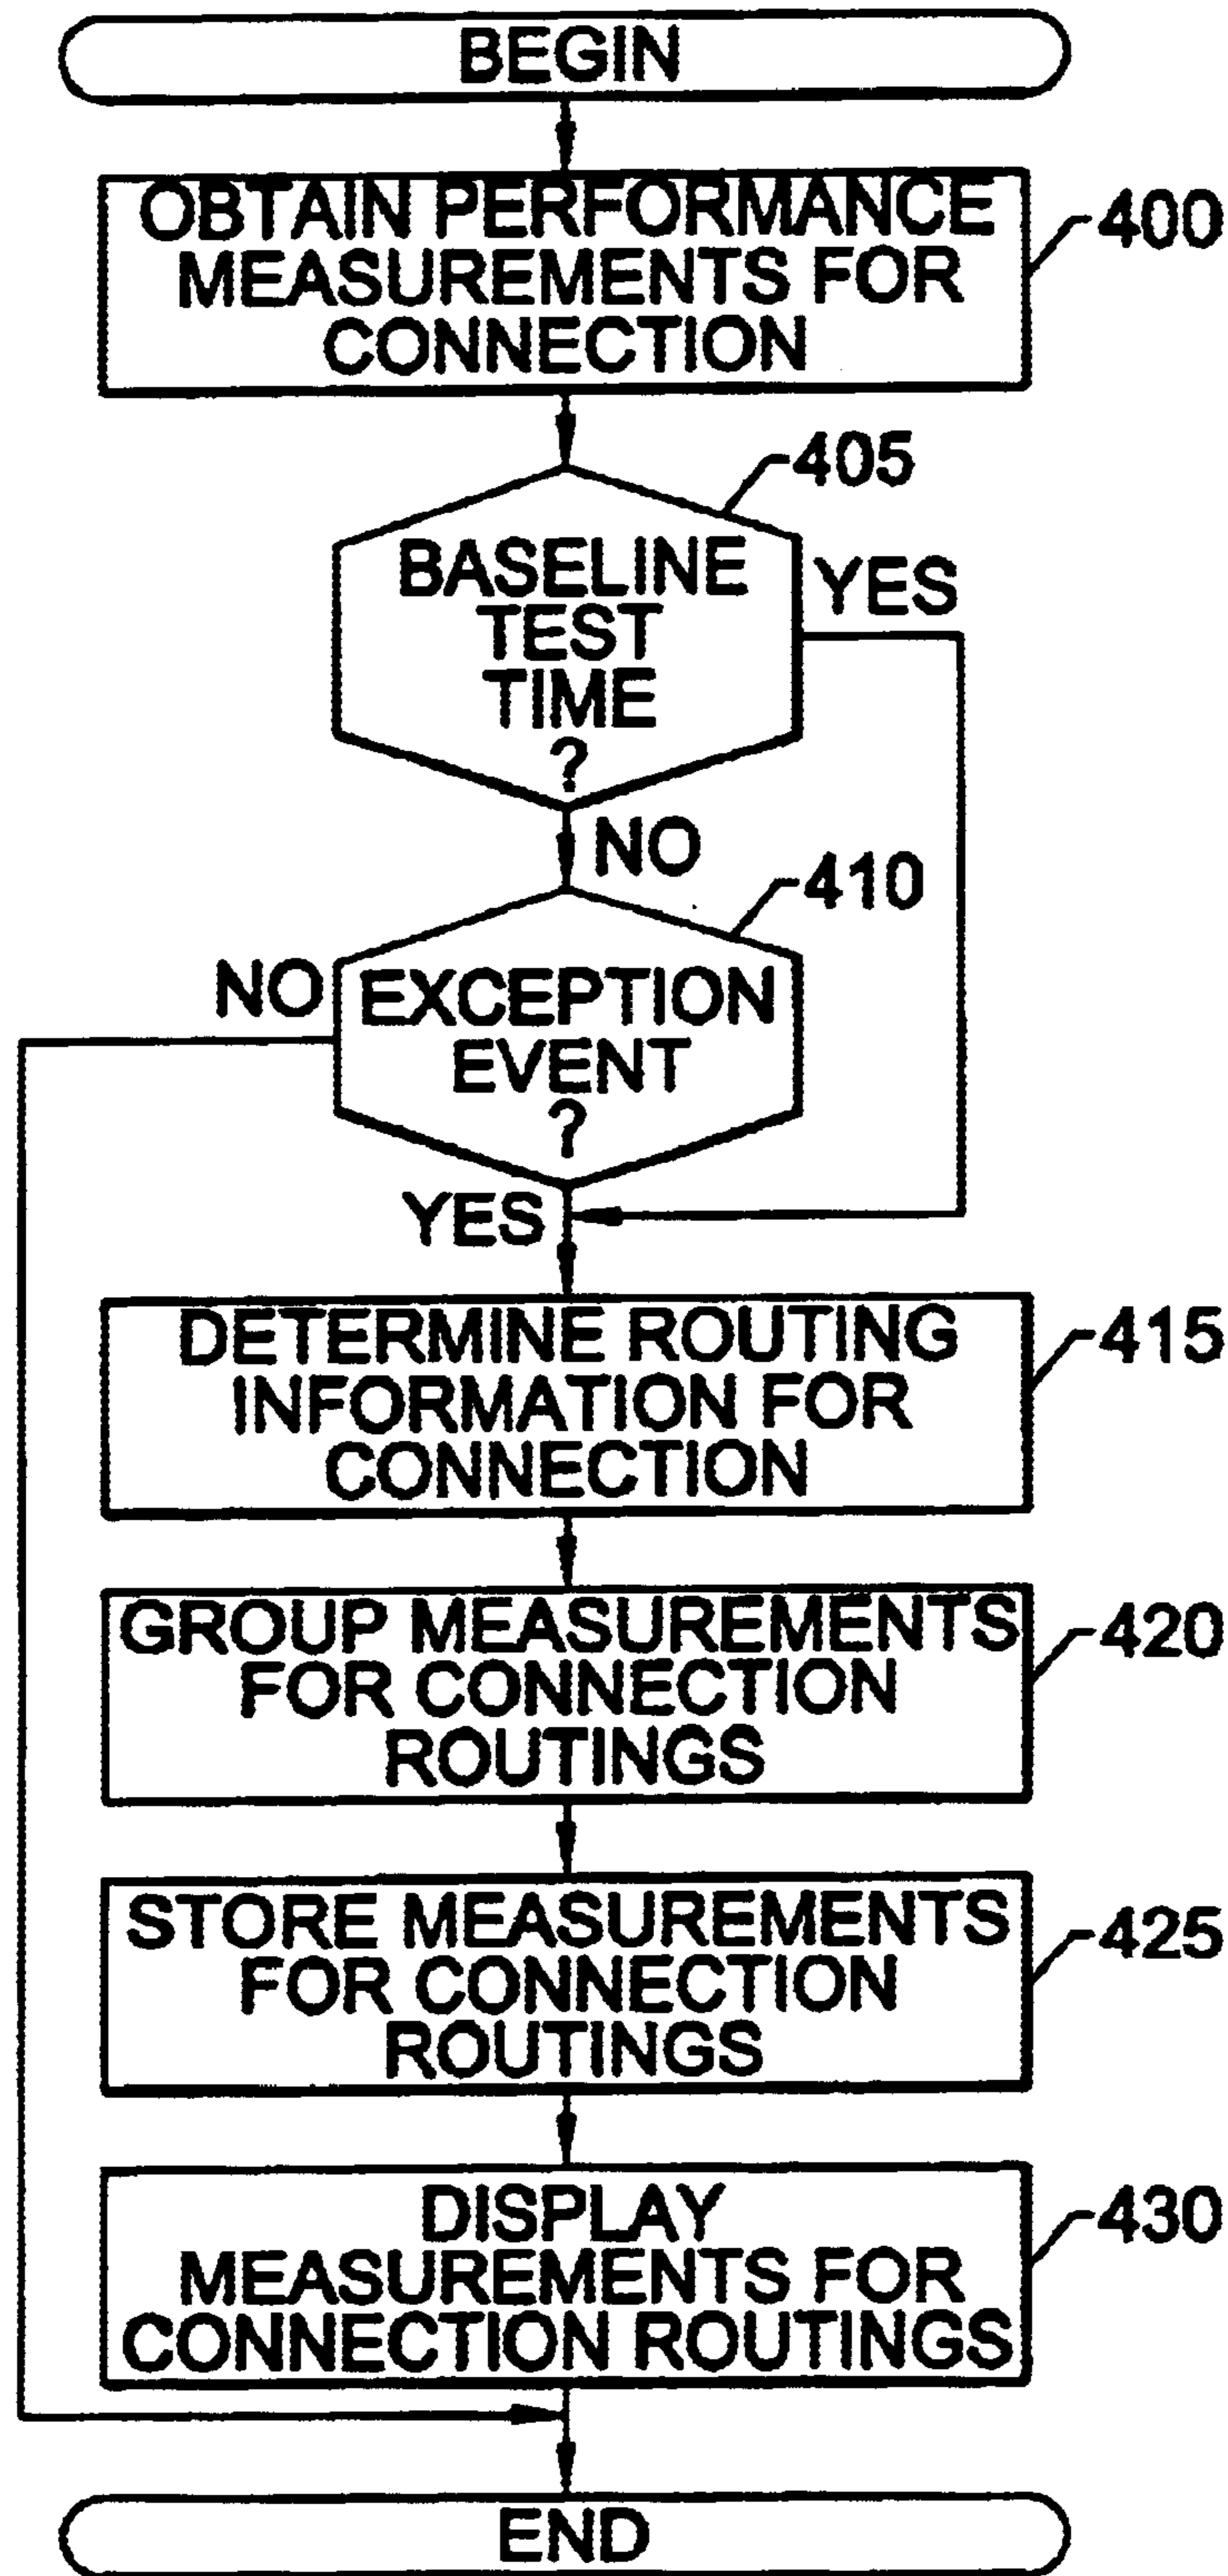 BEGIN
OBTAIN PERFORMANCE
MEASUREMENTS FOR
CONNECTION
400
405
BASELINE
TEST
TIME
?
YES
NO
410
NO
EXCEPTION
EVENT
?
YES
DETERMINE ROUTING
INFORMATION FOR
CONNECTION
415
GROUP MEASUREMENTS
FOR CONNECTION
ROUTINGS
420
STORE MEASUREMENTS
FOR CONNECTION
ROUTINGS
425
DISPLAY
MEASUREMENTS FOR
CONNECTION ROUTINGS
430
END